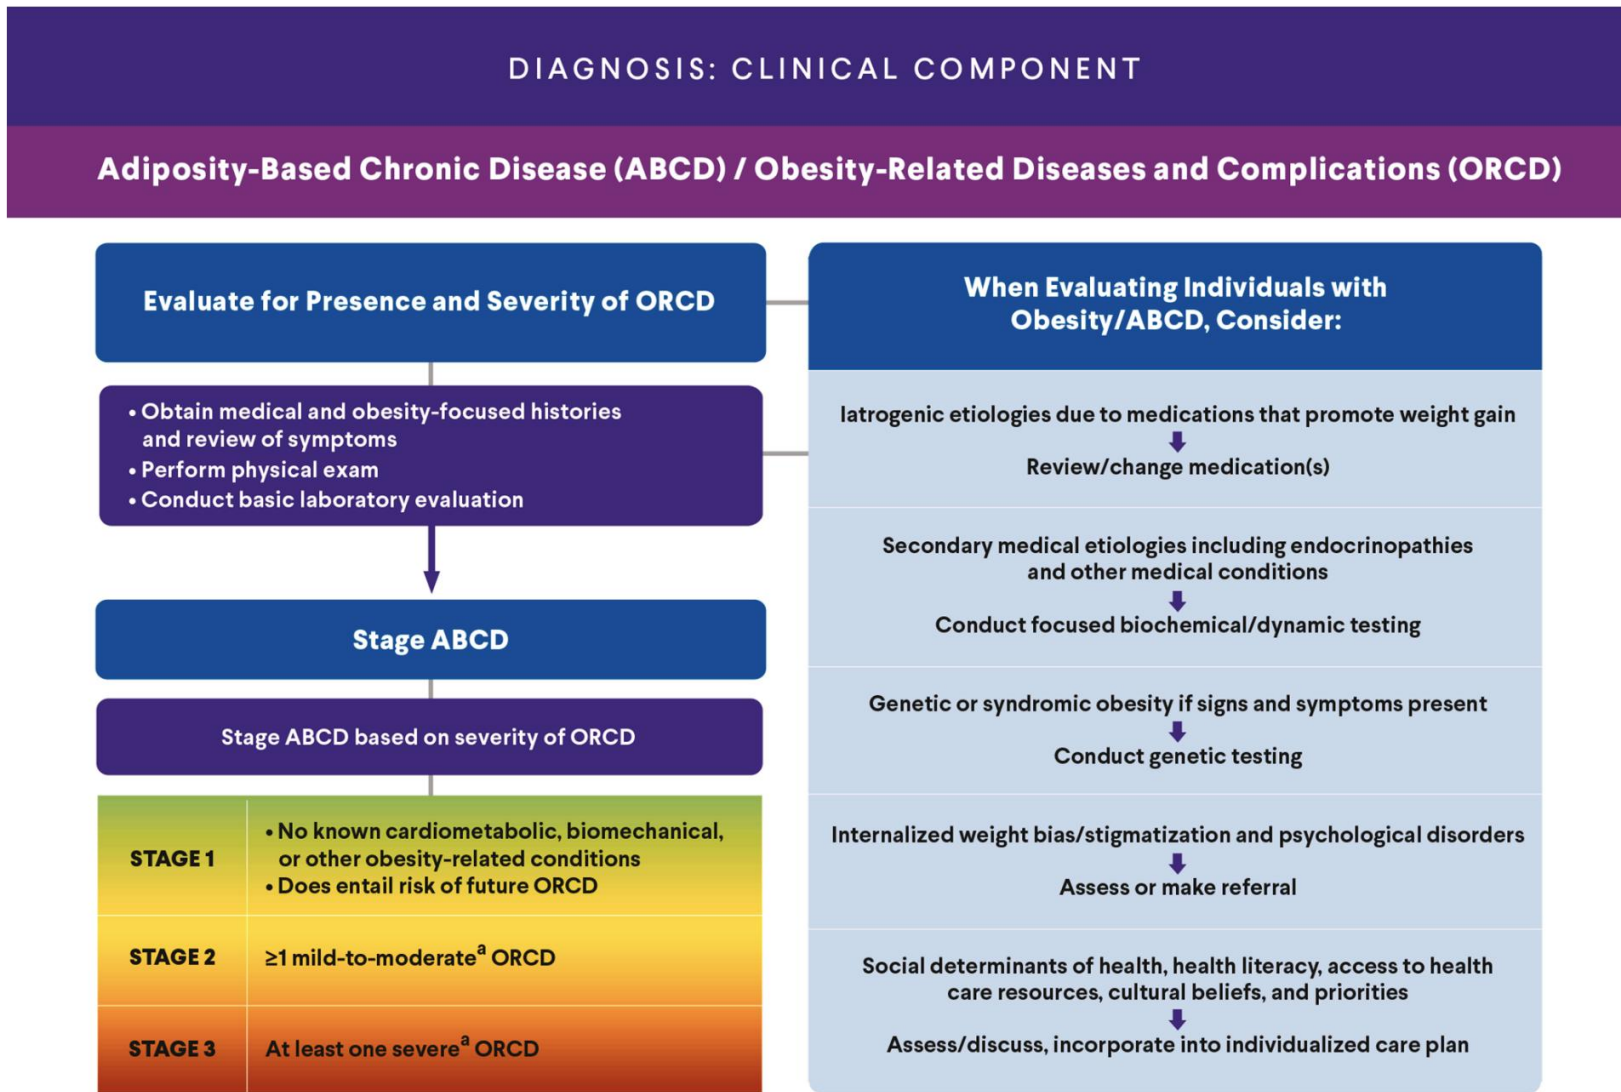 DIAGNOSIS: CLINICAL COMPONENT
Adiposity-Based Chronic Disease (ABCD) / Obesity-Related Diseases and Complications (ORCD)
Evaluate for Presence and Severity of ORCD
• Obtain medical and obesity-focused histories
and review of symptoms
• Perform physical exam
• Conduct basic laboratory evaluation
Stage ABCD
Stage ABCD based on severity of ORCD
STAGE 1
• No known cardiometabolic, biomechanical,
or other obesity-related conditions
• Does entail risk of future ORCD
STAGE 2
≥1 mild-to-moderateᵃ ORCD
STAGE 3
At least one severeᵃ ORCD
When Evaluating Individuals with
Obesity/ABCD, Consider:
Iatrogenic etiologies due to medications that promote weight gain
Review/change medication(s)
Secondary medical etiologies including endocrinopathies
and other medical conditions
Conduct focused biochemical/dynamic testing
Genetic or syndromic obesity if signs and symptoms present
Conduct genetic testing
Internalized weight bias/stigmatization and psychological disorders
Assess or make referral
Social determinants of health, health literacy, access to health
care resources, cultural beliefs, and priorities
Assess/discuss, incorporate into individualized care plan